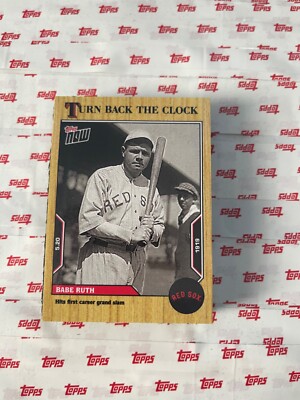 TURN BACK THE CLOCK
Topps NOW
RED S
5.20
1919
BABE RUTH
Hits first career grand slam
RED SOX
Topps